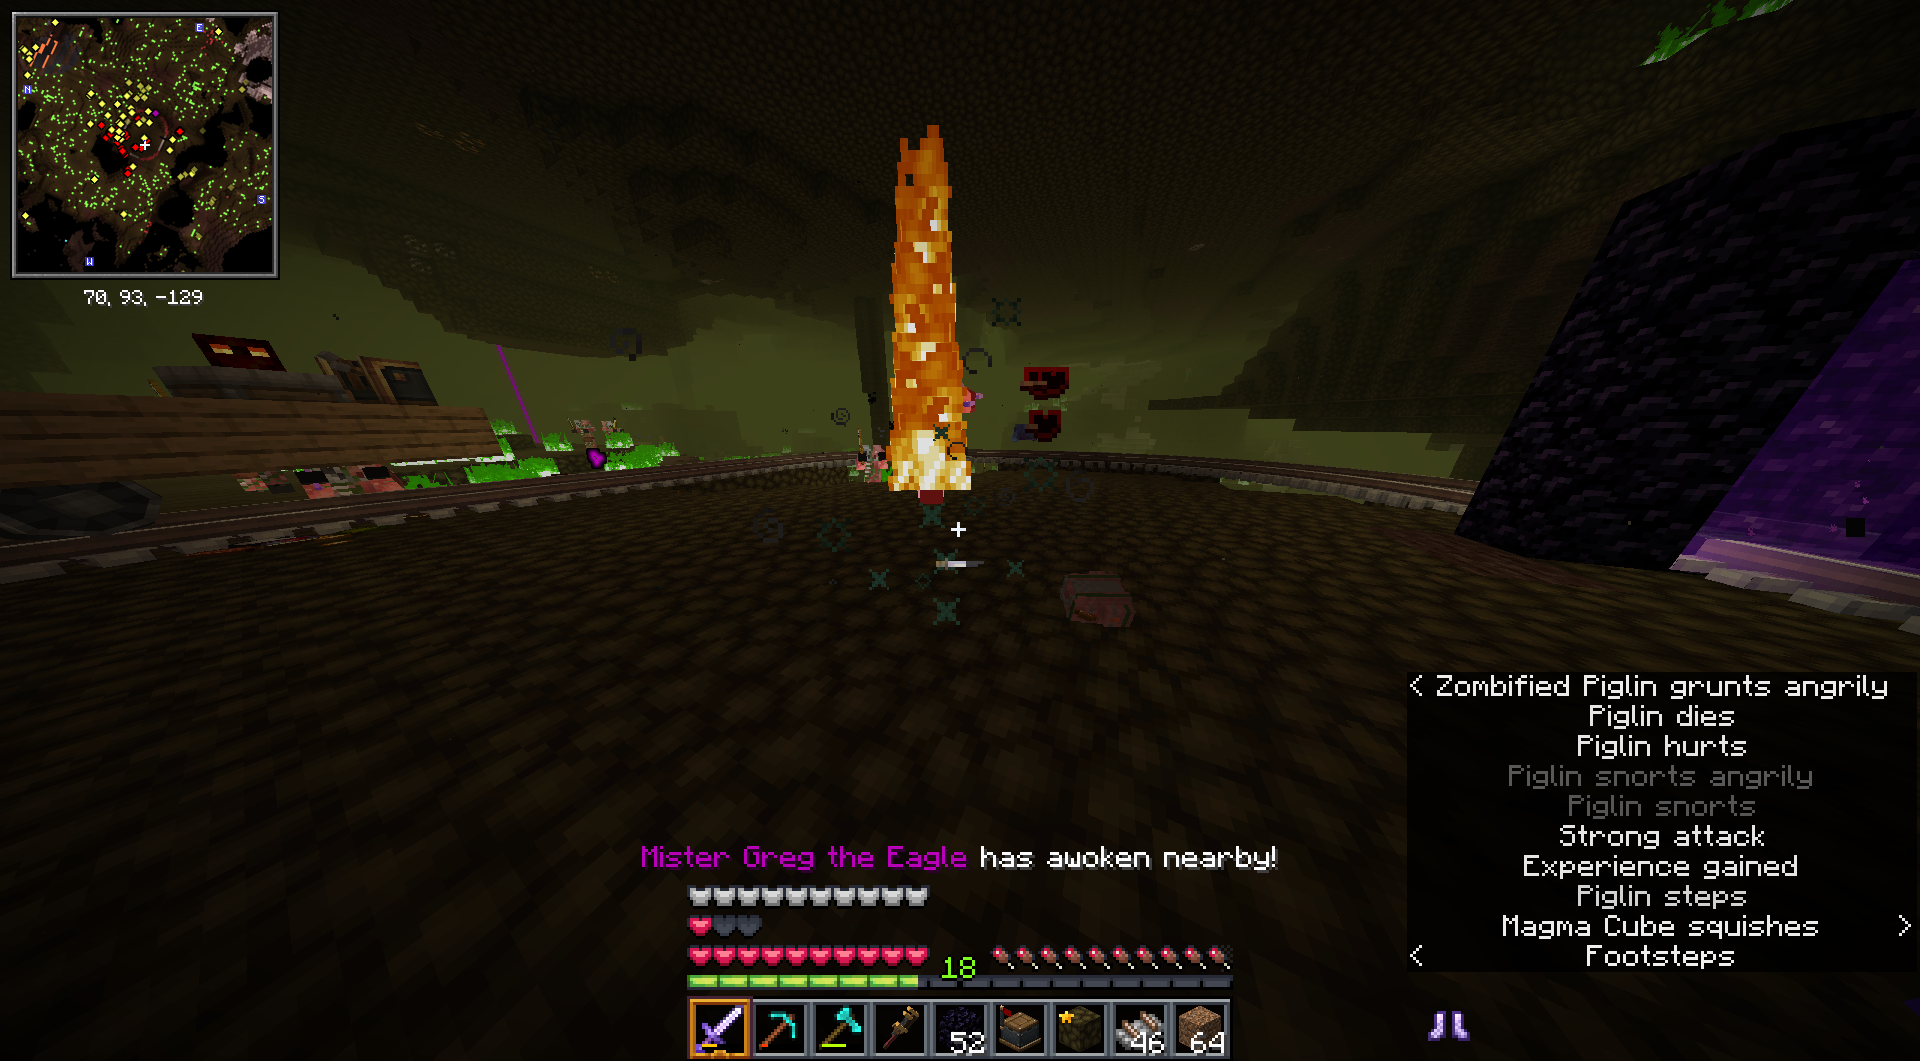 E
N
S
W
70, 93, -129
< Zombified Piglin grunts angrily
Piglin dies
Piglin hurts
Piglin snorts angrily
Piglin snorts
Strong attack
Experience gained
Piglin steps
Magma Cube squishes >
< Footsteps
Mister Greg the Eagle has awoken nearby!
18
52
46
64